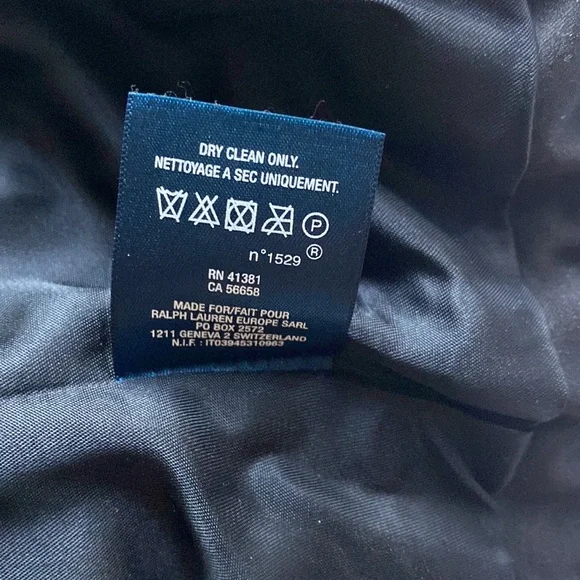 DRY CLEAN ONLY.
NETTOYAGE A SEC UNIQUEMENT.
P
n°1529 ®
RN 41381
CA 56658
MADE FOR/FAIT POUR
RALPH LAUREN EUROPE SARL
PO BOX 2572
1211 GENEVA 2 SWITZERLAND
N.I.F. : IT03945310963